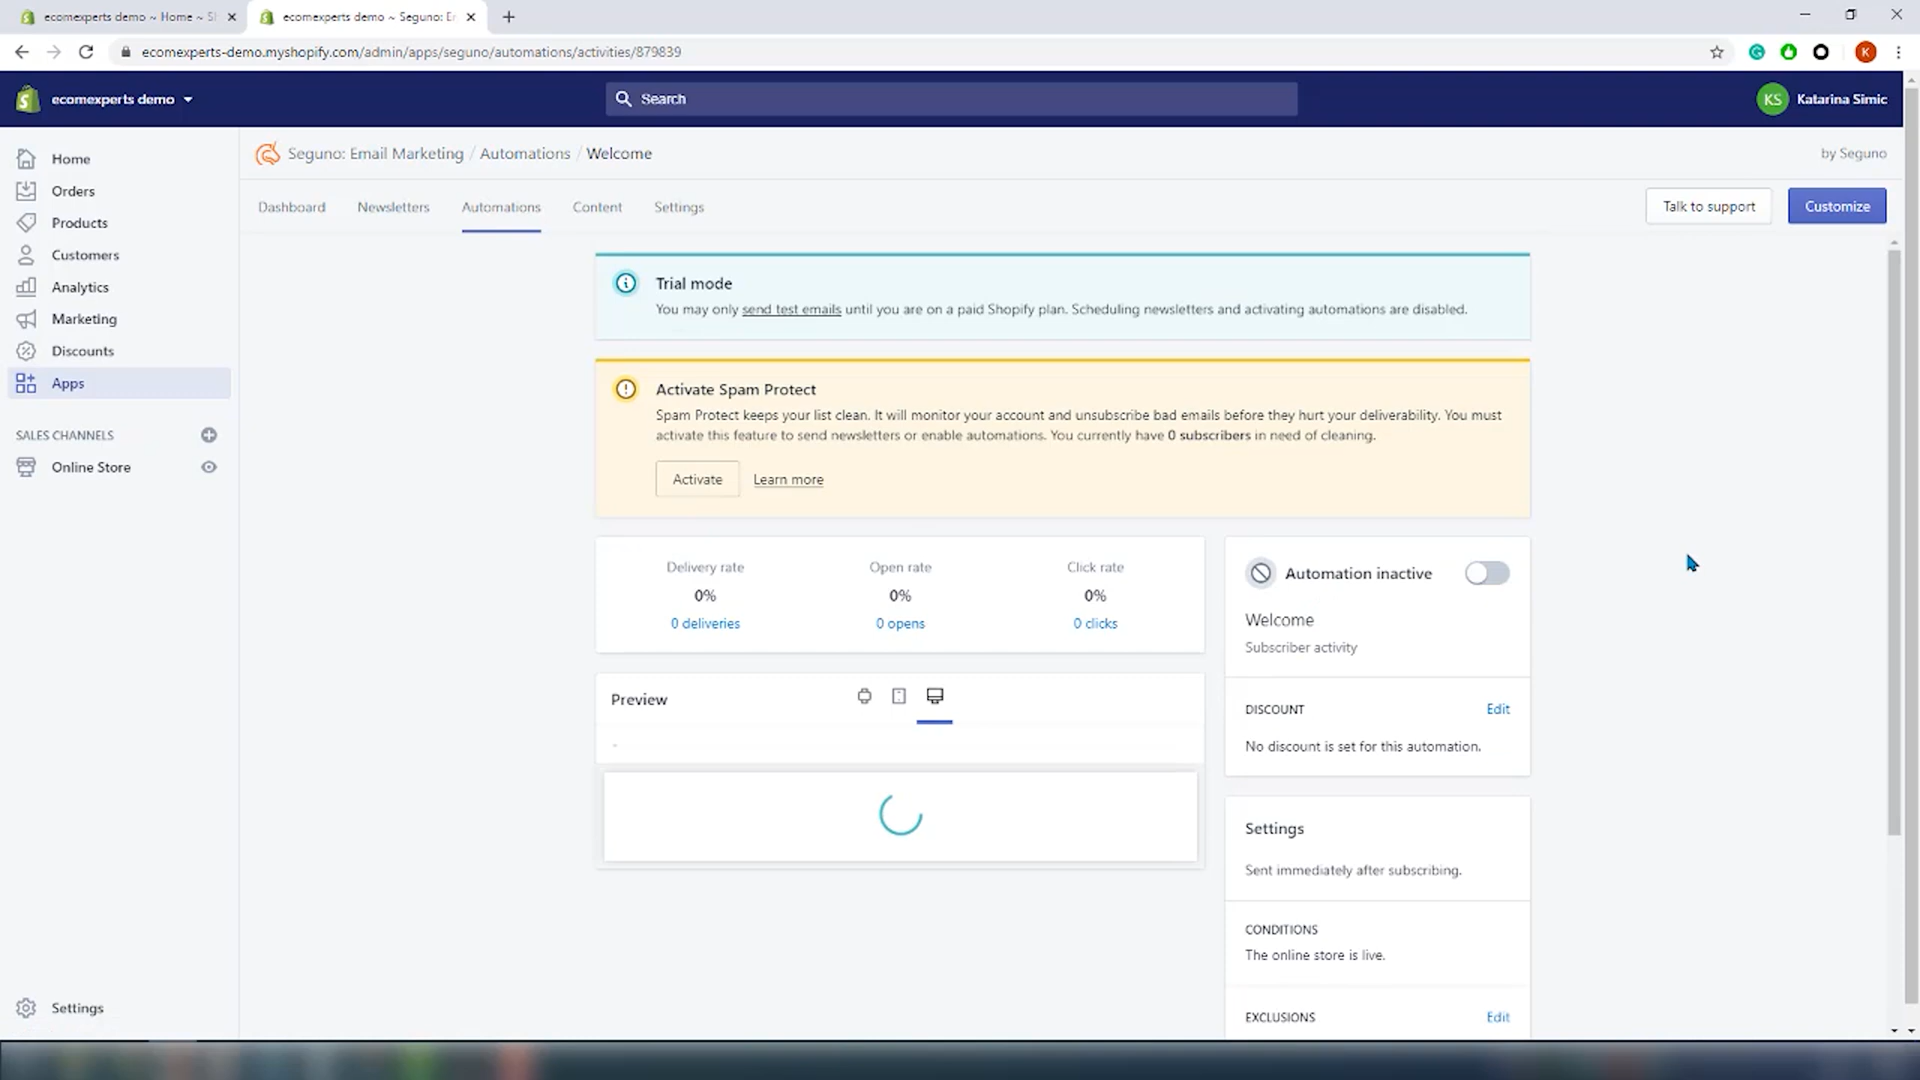 ecomexperts demo ~ Home ~ S
ecomexperts demo ~ Seguno: E
ecomexperts-demo.myshopify.com/admin/apps/seguno/automations/activities/879839
K
ecomexperts demo
Search
KS
Katarina Simic
Home
Orders
Products
Customers
Analytics
Marketing
Discounts
Apps
SALES CHANNELS
Online Store
Settings
Seguno: Email Marketing / Automations / Welcome
by Seguno
Dashboard
Newsletters
Automations
Content
Settings
Talk to support
Customize
Trial mode
You may only send test emails until you are on a paid Shopify plan. Scheduling newsletters and activating automations are disabled.
Activate Spam Protect
Spam Protect keeps your list clean. It will monitor your account and unsubscribe bad emails before they hurt your deliverability. You must
activate this feature to send newsletters or enable automations. You currently have 0 subscribers in need of cleaning.
Activate
Learn more
Delivery rate
0%
0 deliveries
Open rate
0%
0 opens
Click rate
0%
0 clicks
Preview
-
Automation inactive
Welcome
Subscriber activity
DISCOUNT
Edit
No discount is set for this automation.
Settings
Sent immediately after subscribing.
CONDITIONS
The online store is live.
EXCLUSIONS
Edit